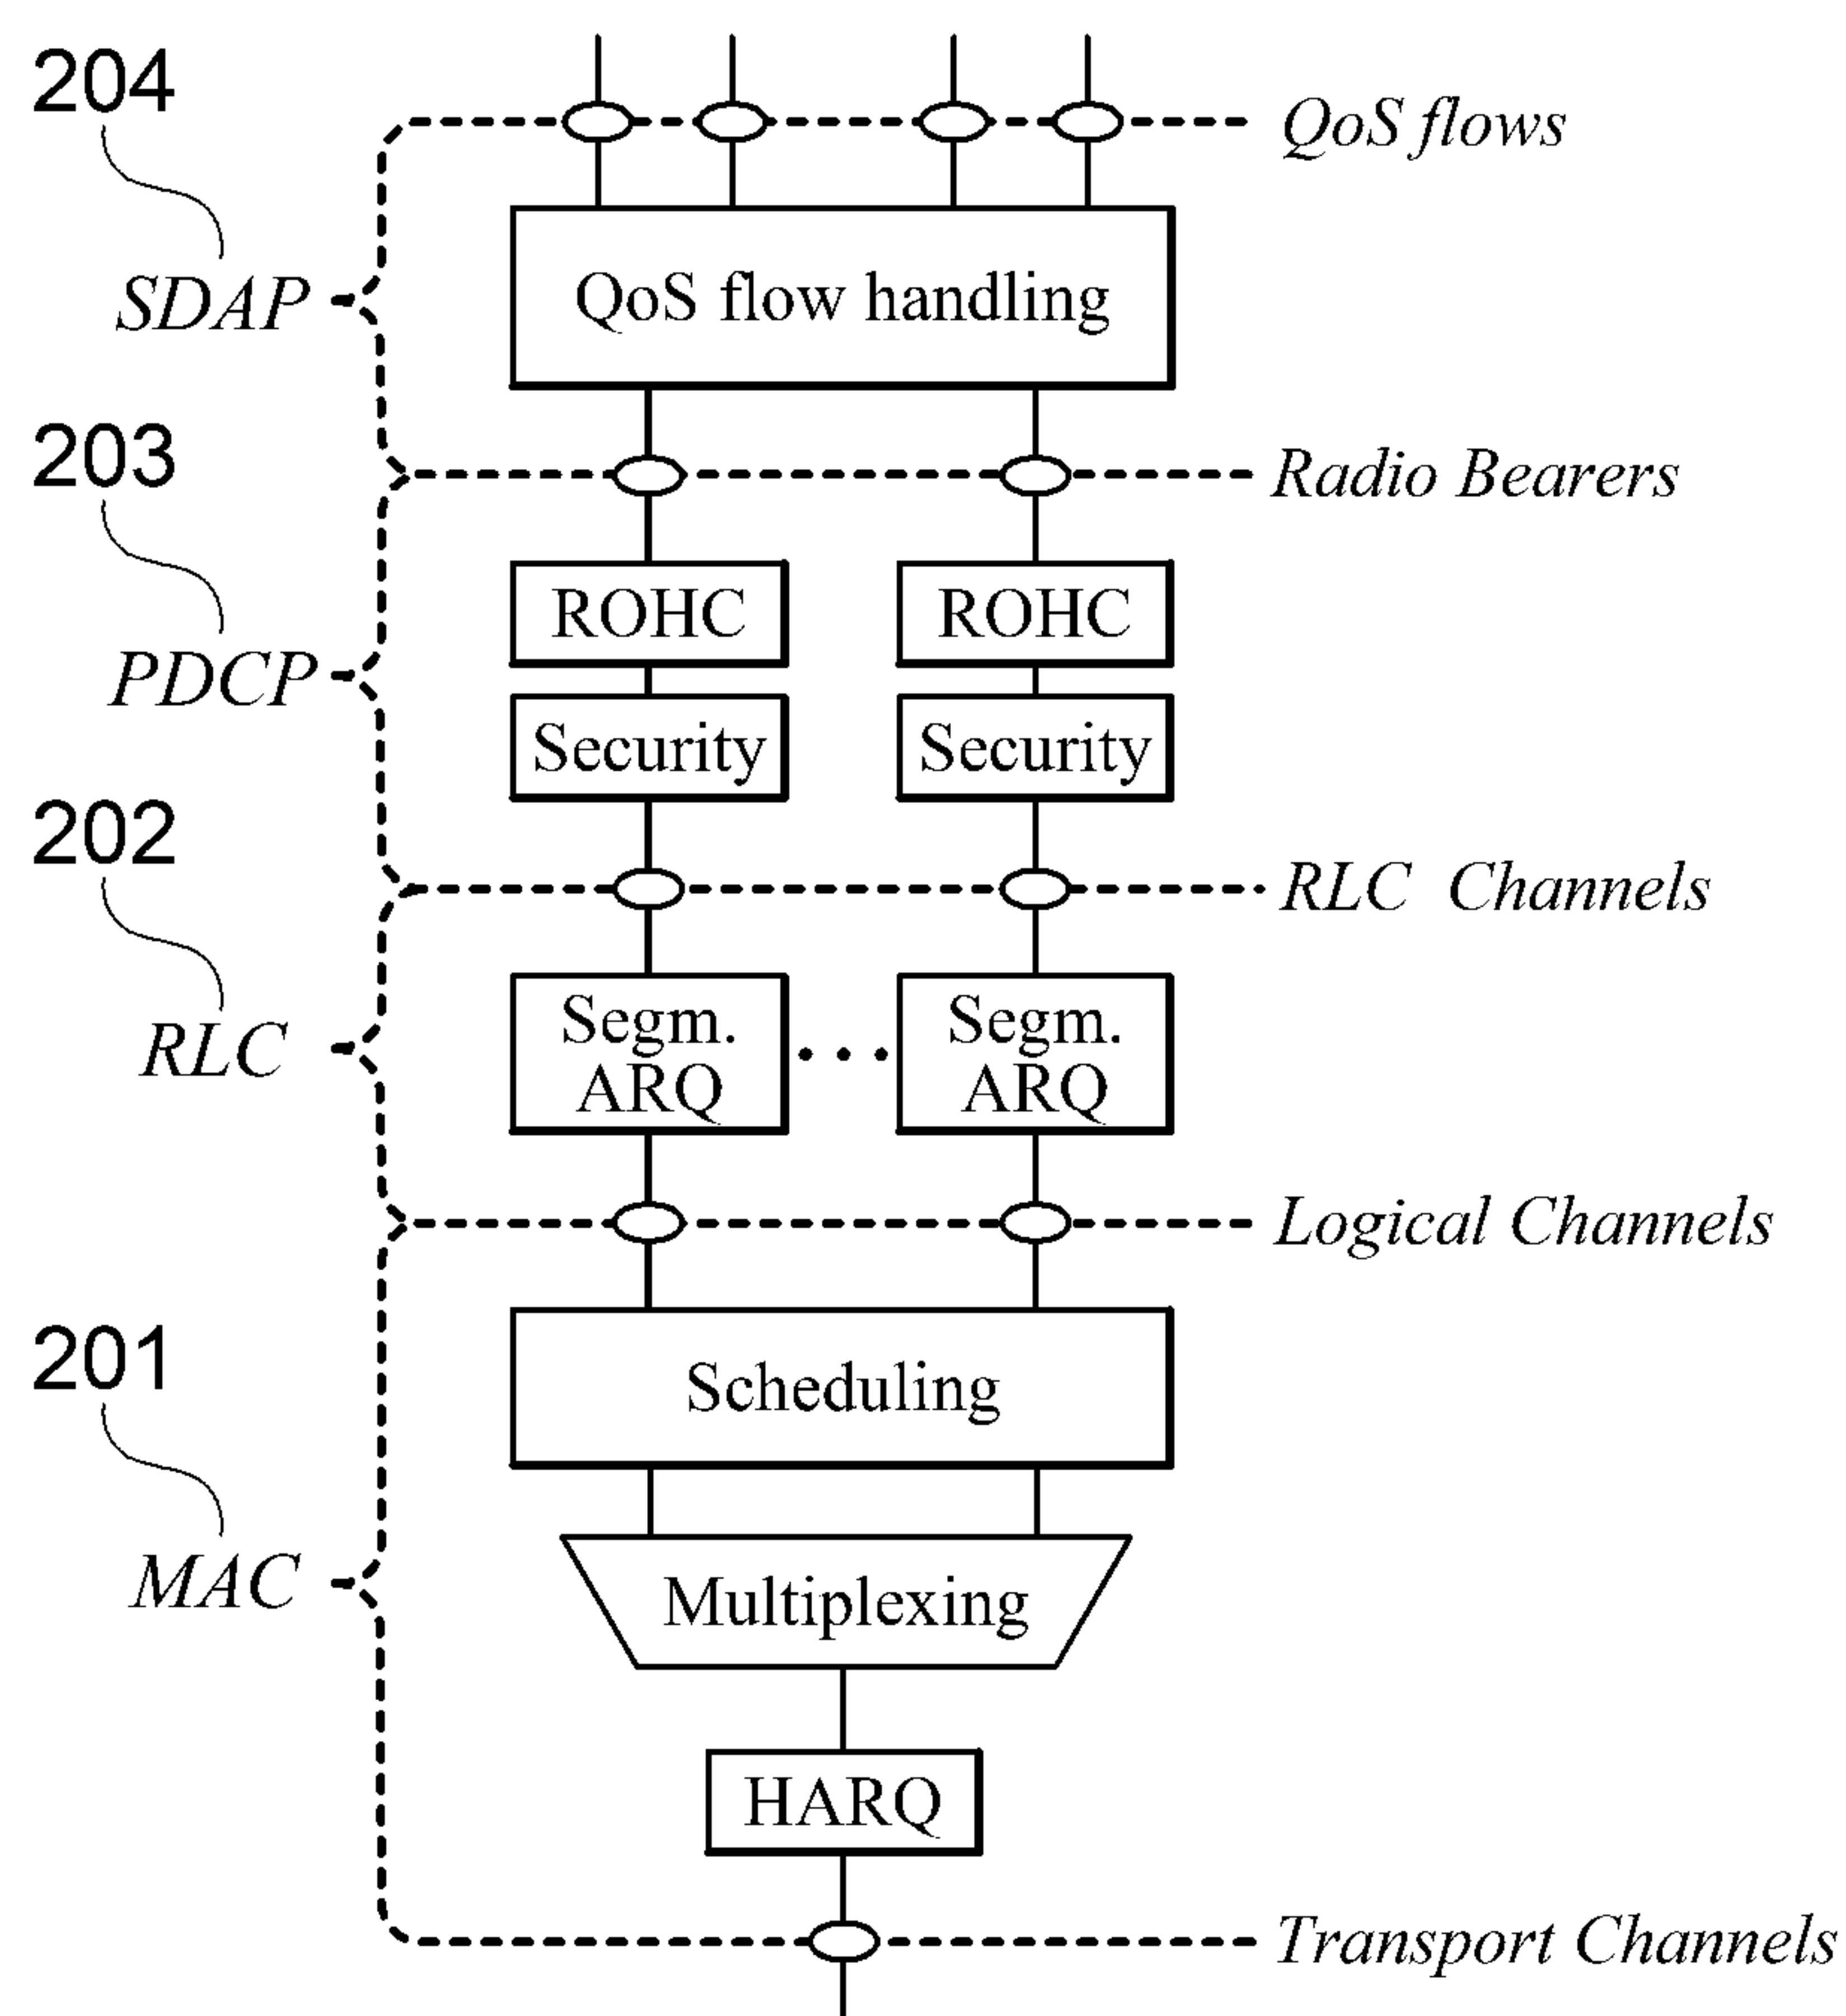 204
QoS flows
SDAP
QoS flow handling
203
Radio Bearers
ROHC
ROHC
PDCP
Security
Security
202
RLC Channels
RLC
Segm.
ARQ
...
Segm.
ARQ
Logical Channels
201
Scheduling
MAC
Multiplexing
HARQ
Transport Channels